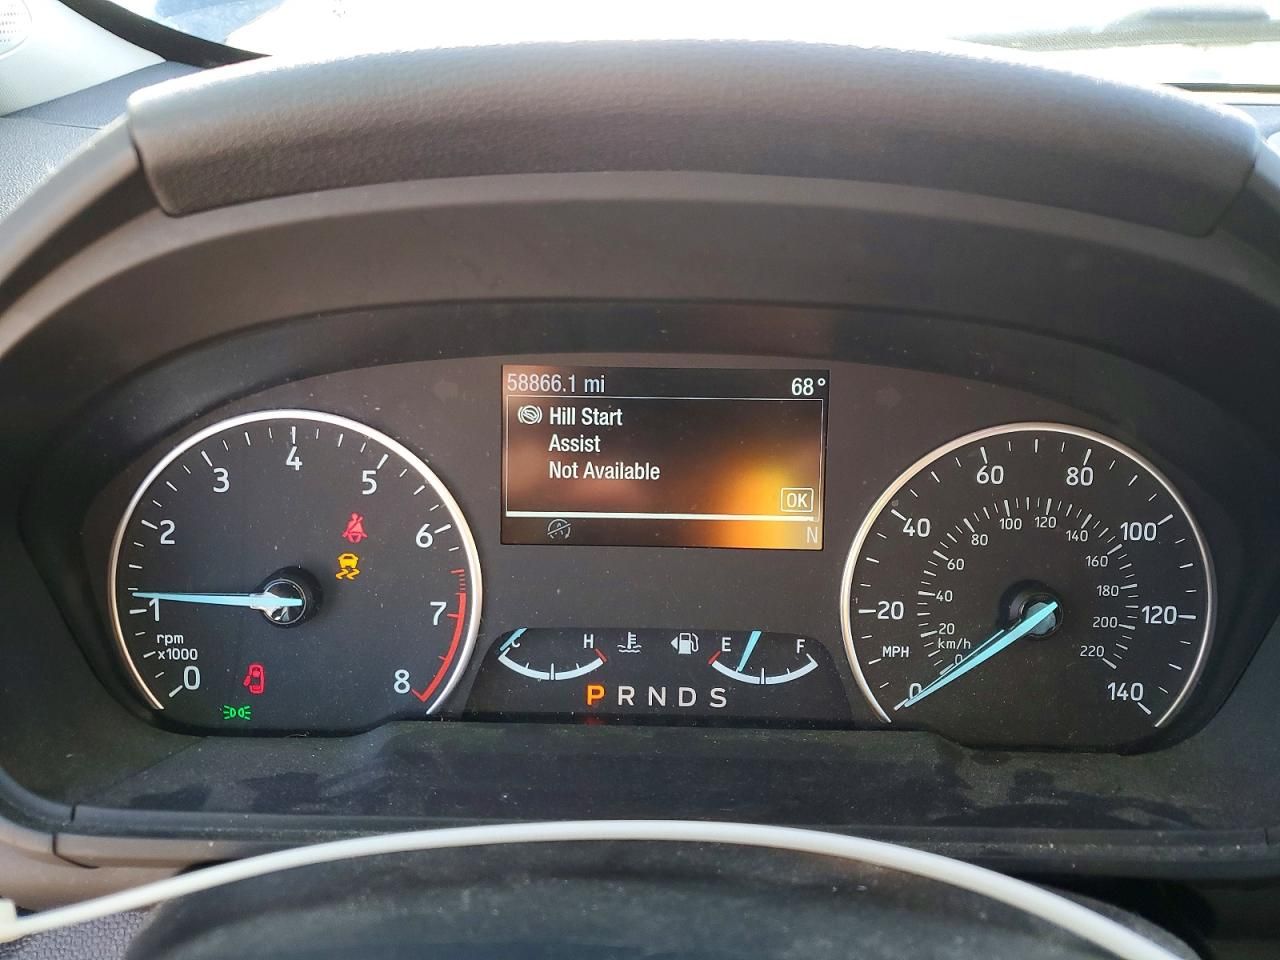 58866.1 mi 68°
Hill Start
Assist
Not Available
OK
N
0 1 2 3 4 5 6 7 8
rpm
x1000
C H E F
P R N D S
0 20 40 60 80 100 120 140
MPH
0 20 40 60 80 100 120 140 160 180 200 220
km/h